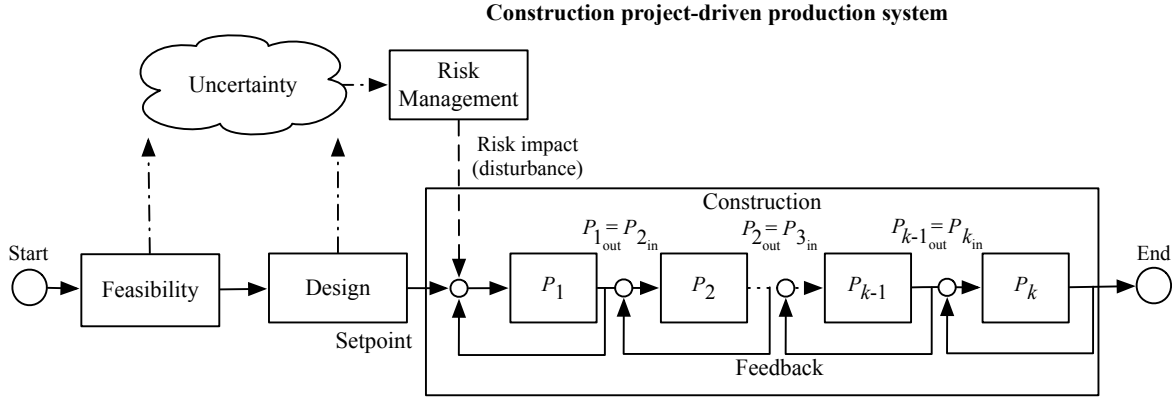 Construction project-driven production system
Uncertainty
Risk
Management
Risk impact
(disturbance)
Construction
P1out = P2in
P2out = P3in
Pk-1out = Pkin
Start
End
Feasibility
Design
P1
P2
Pk-1
Pk
Setpoint
Feedback